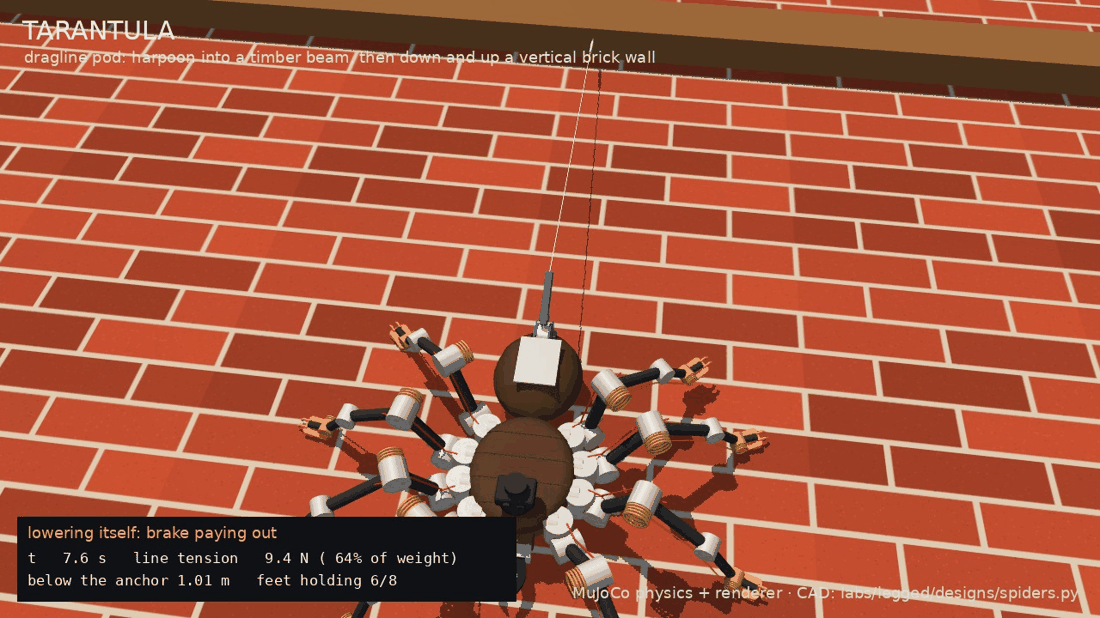 TARANTULA
dragline pod: harpoon into a timber beam, then down and up a vertical brick wall
lowering itself: brake paying out
t 7.6 s line tension 9.4 N ( 64% of weight)
below the anchor 1.01 m feet holding 6/8
MuJoCo physics + renderer · CAD: labs/legged/designs/spiders.py